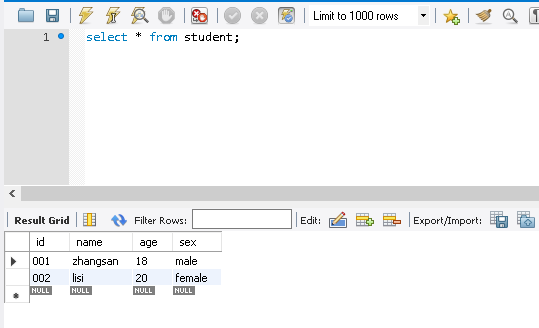 Limit to 1000 rows
1 select * from student;
Result Grid Filter Rows: Edit: Export/Import:
id name age sex
001 zhangsan 18 male
002 lisi 20 female
NULL NULL NULL NULL